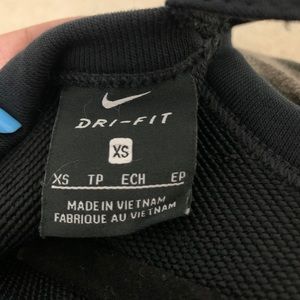 DRI-FIT
XS
XS TP ECH EP
MADE IN VIETNAM
FABRIQUE AU VIETNAM